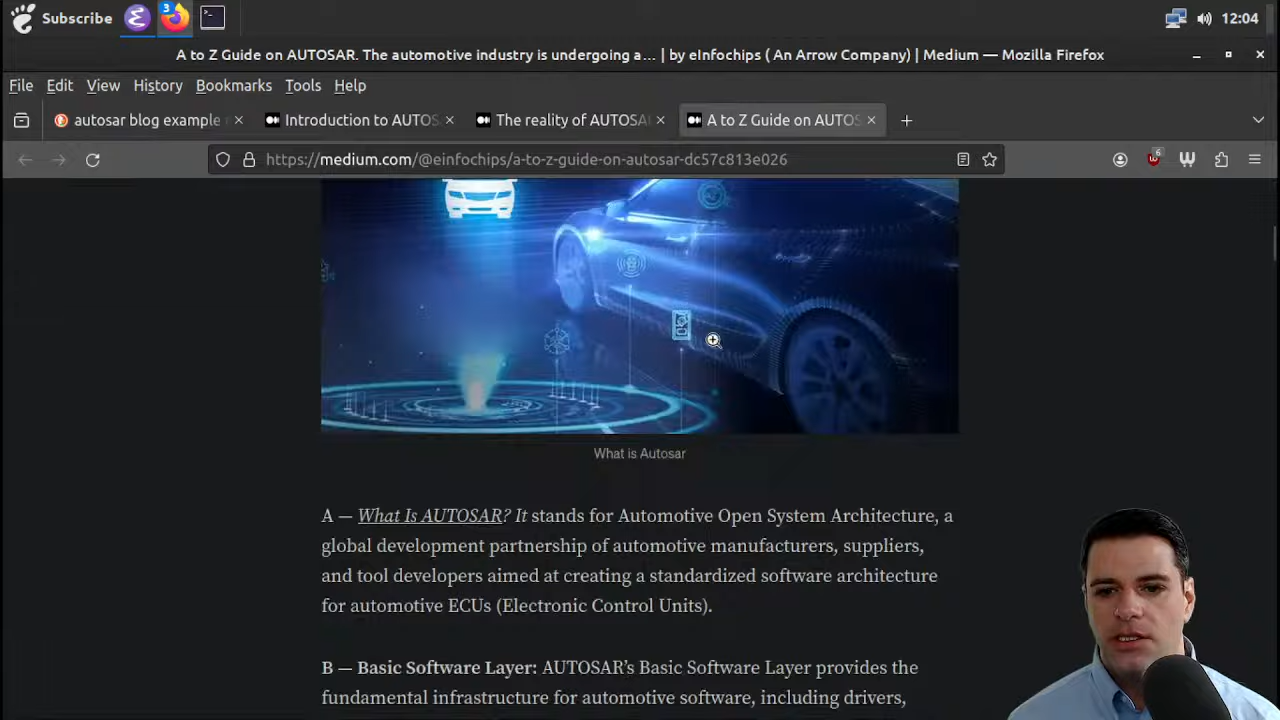 Subscribe
3
12:04
A to Z Guide on AUTOSAR. The automotive industry is undergoing a... | by eInfochips ( An Arrow Company) | Medium — Mozilla Firefox
File Edit View History Bookmarks Tools Help
autosar blog example
Introduction to AUTOS
The reality of AUTOSA
A to Z Guide on AUTOS
https://medium.com/@einfochips/a-to-z-guide-on-autosar-dc57c813e026
6
What is Autosar
A — What Is AUTOSAR? It stands for Automotive Open System Architecture, a
global development partnership of automotive manufacturers, suppliers,
and tool developers aimed at creating a standardized software architecture
for automotive ECUs (Electronic Control Units).
B — Basic Software Layer: AUTOSAR’s Basic Software Layer provides the
fundamental infrastructure for automotive software, including drivers,